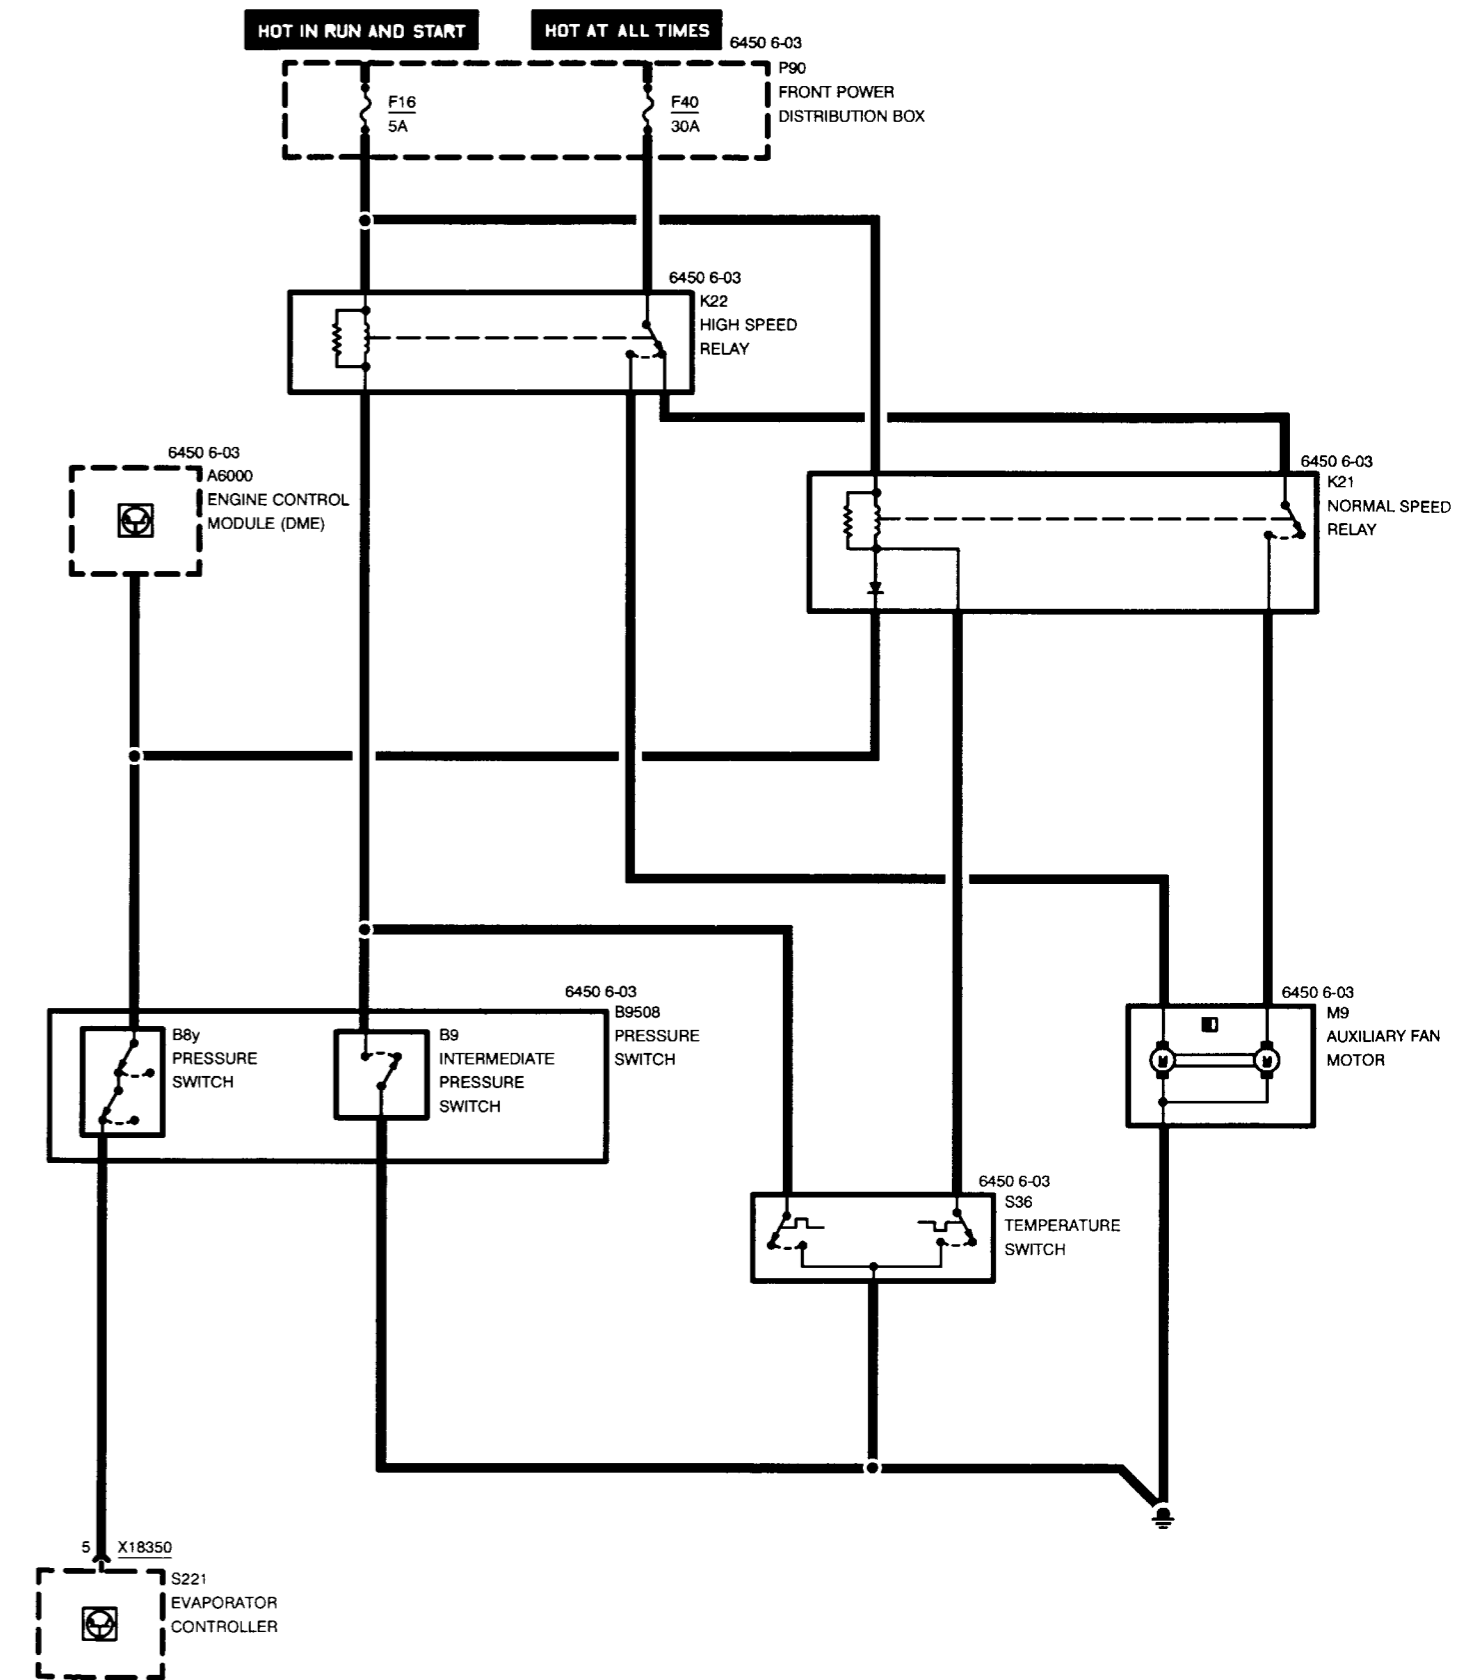 HOT IN RUN AND START
HOT AT ALL TIMES
6450 6-03
P90
FRONT POWER
DISTRIBUTION BOX
F16
5A
F40
30A
6450 6-03
K22
HIGH SPEED
RELAY
6450 6-03
A6000
ENGINE CONTROL
MODULE (DME)
6450 6-03
K21
NORMAL SPEED
RELAY
6450 6-03
B9508
PRESSURE
SWITCH
B8y
PRESSURE
SWITCH
B9
INTERMEDIATE
PRESSURE
SWITCH
6450 6-03
M9
AUXILIARY FAN
MOTOR
M
M
6450 6-03
S36
TEMPERATURE
SWITCH
5 X18350
S221
EVAPORATOR
CONTROLLER